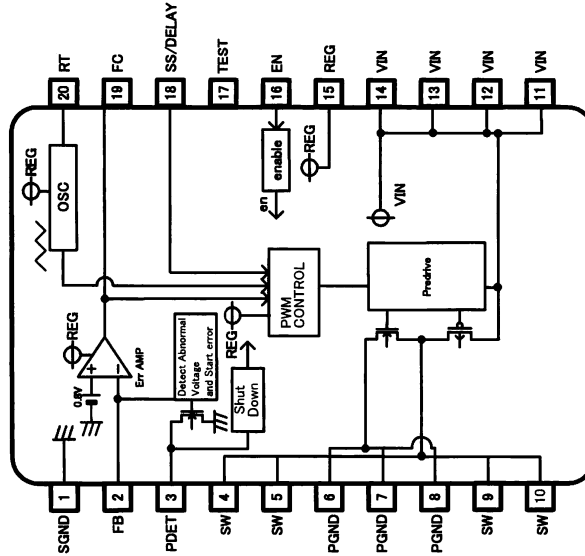 RT
FC
SS/DELAY
TEST
EN
REG
VIN
VIN
VIN
VIN
20
19
18
17
16
15
14
13
12
11
REG
OSC
enable
en
REG
VIN
REG
+
−
Err AMP
0.8V
REG
PWM
CONTROL
Predrive
Detect Abnormal
Voltage
and Start error
Shut
Down
1
2
3
4
5
6
7
8
9
10
SGND
FB
PDET
SW
SW
PGND
PGND
PGND
SW
SW